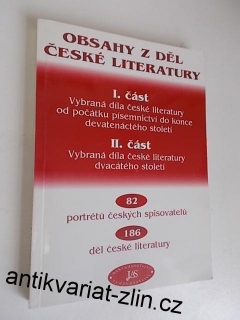 OBSAHY Z DĚL
ČESKÉ LITERATURY
I. část
Vybraná díla české literatury
od počátku písemnictví do konce
devatenáctého století
II. část
Vybraná díla české literatury
dvacátého století
82
portrétů českých spisovatelů
186
děl české literatury
antikvariat-zlin.cz